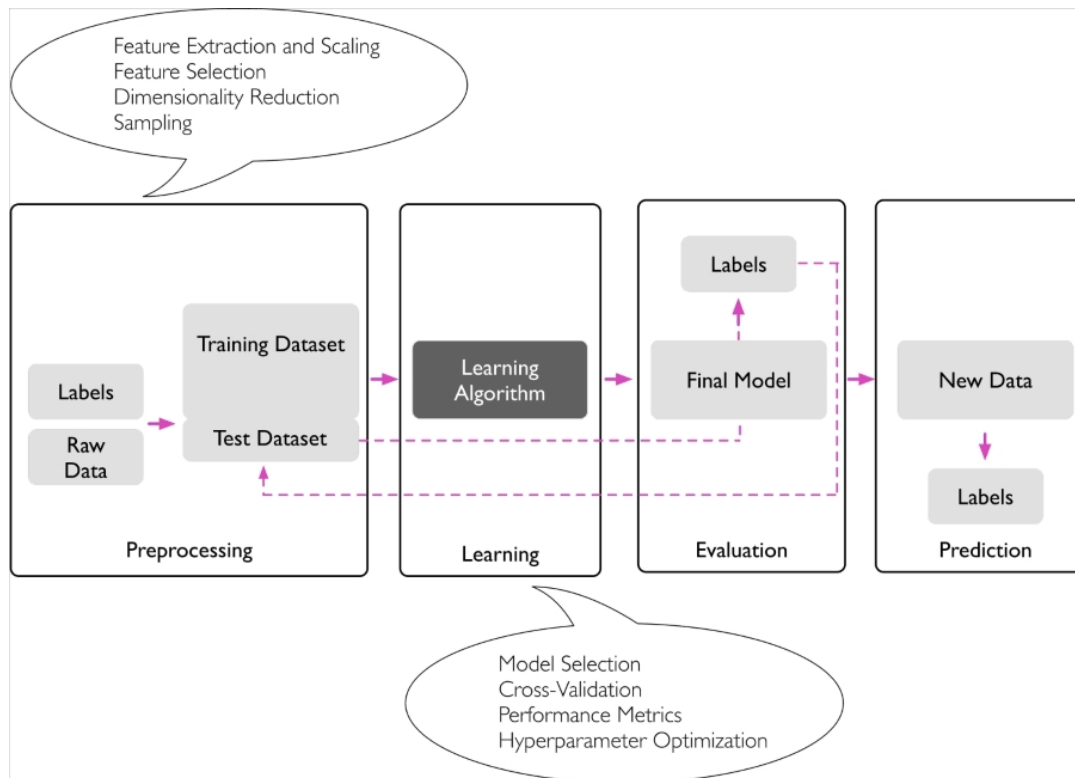 Feature Extraction and Scaling
Feature Selection
Dimensionality Reduction
Sampling
Labels
Raw
Data
Training Dataset
Test Dataset
Preprocessing
Learning
Algorithm
Learning
Labels
Final Model
Evaluation
New Data
Labels
Prediction
Model Selection
Cross-Validation
Performance Metrics
Hyperparameter Optimization